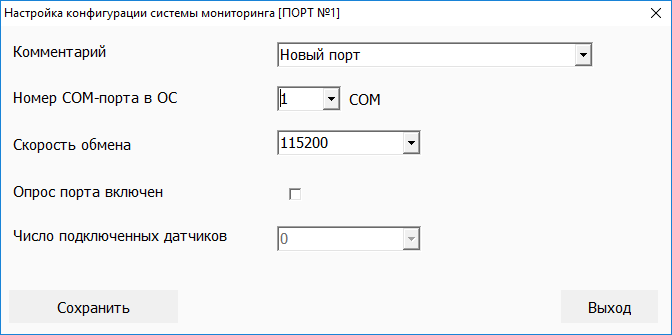 Настройка конфигурации системы мониторинга [ПОРТ №1]
Комментарий
Новый порт
Номер COM-порта в ОС
1
COM
Скорость обмена
115200
Опрос порта включен
Число подключенных датчиков
0
Сохранить
Выход